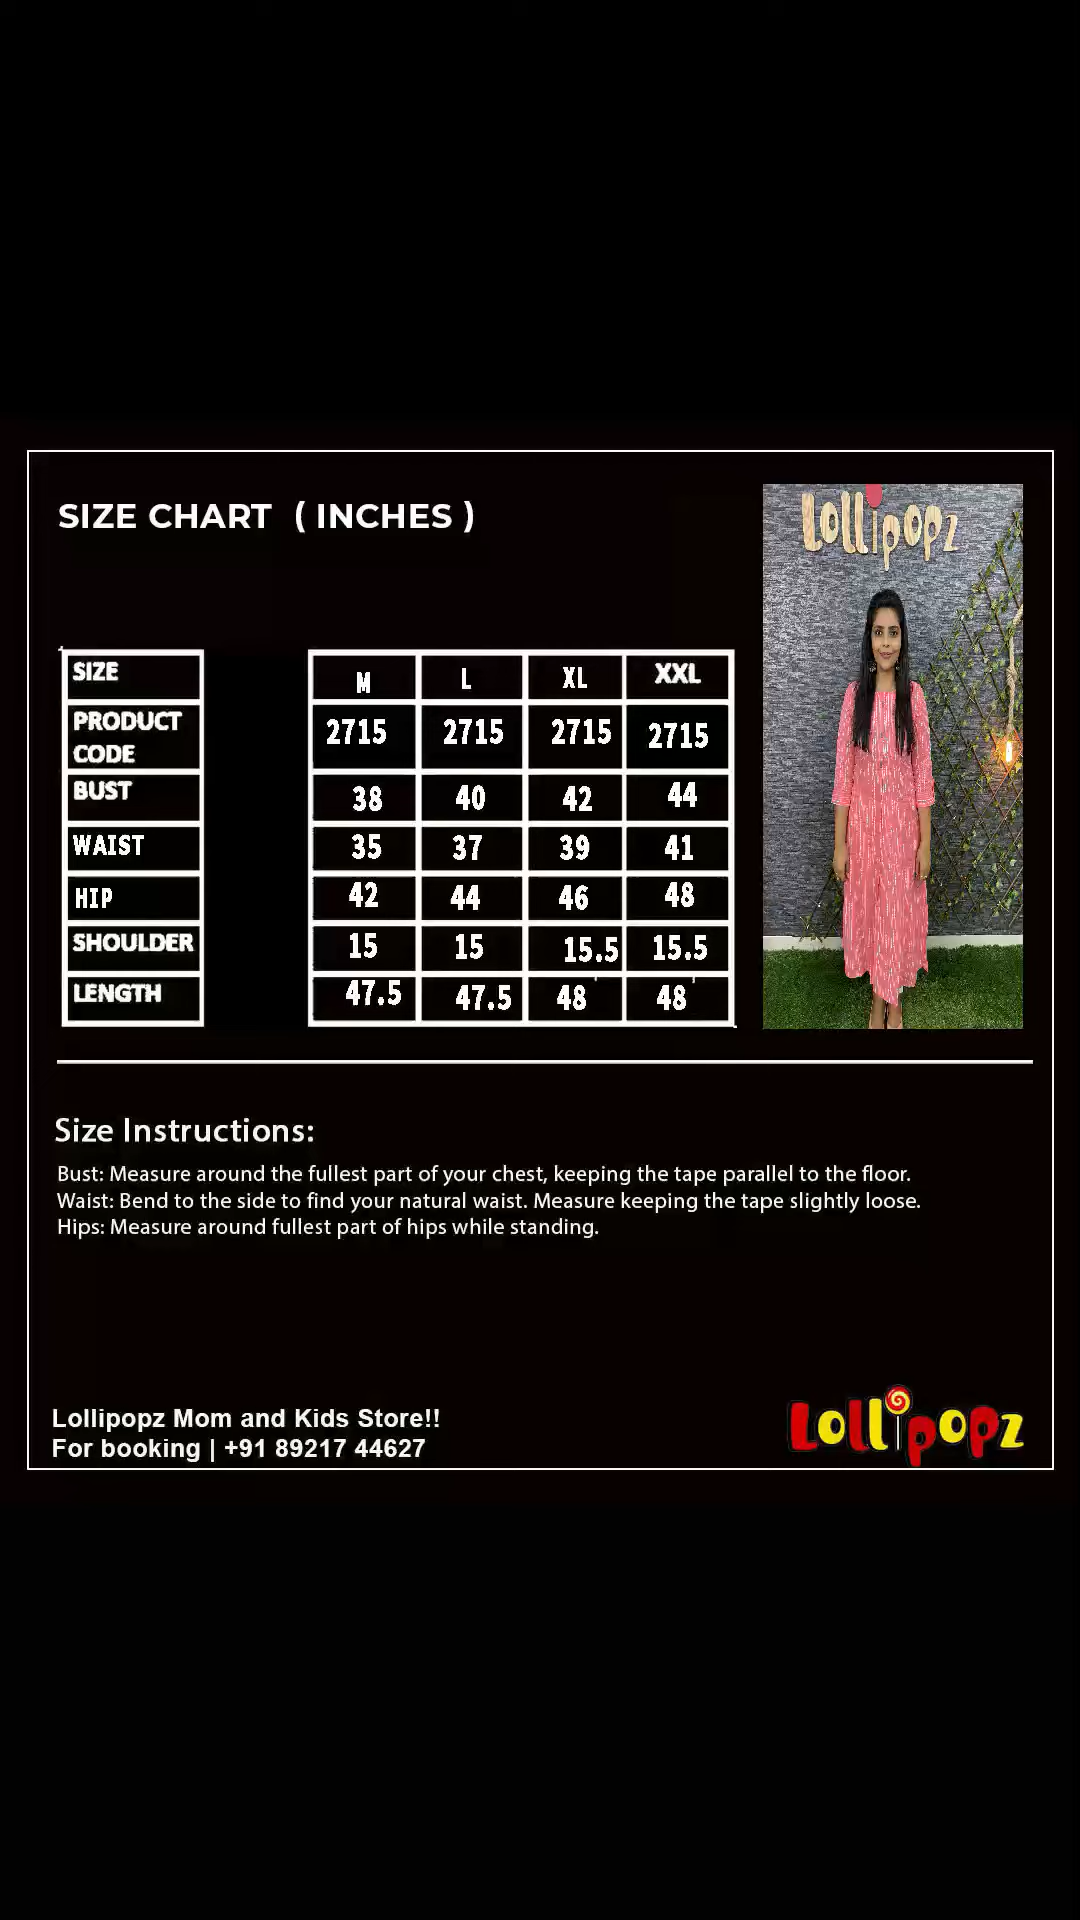 SIZE CHART ( INCHES )
Lollipopz
SIZE M L XL XXL
PRODUCT CODE 2715 2715 2715 2715
BUST 38 40 42 44
WAIST 35 37 39 41
HIP 42 44 46 48
SHOULDER 15 15 15.5 15.5
LENGTH 47.5 47.5 48 48
Size Instructions:
Bust: Measure around the fullest part of your chest, keeping the tape parallel to the floor.
Waist: Bend to the side to find your natural waist. Measure keeping the tape slightly loose.
Hips: Measure around fullest part of hips while standing.
Lollipopz Mom and Kids Store!!
For booking | +91 89217 44627
Lollipopz